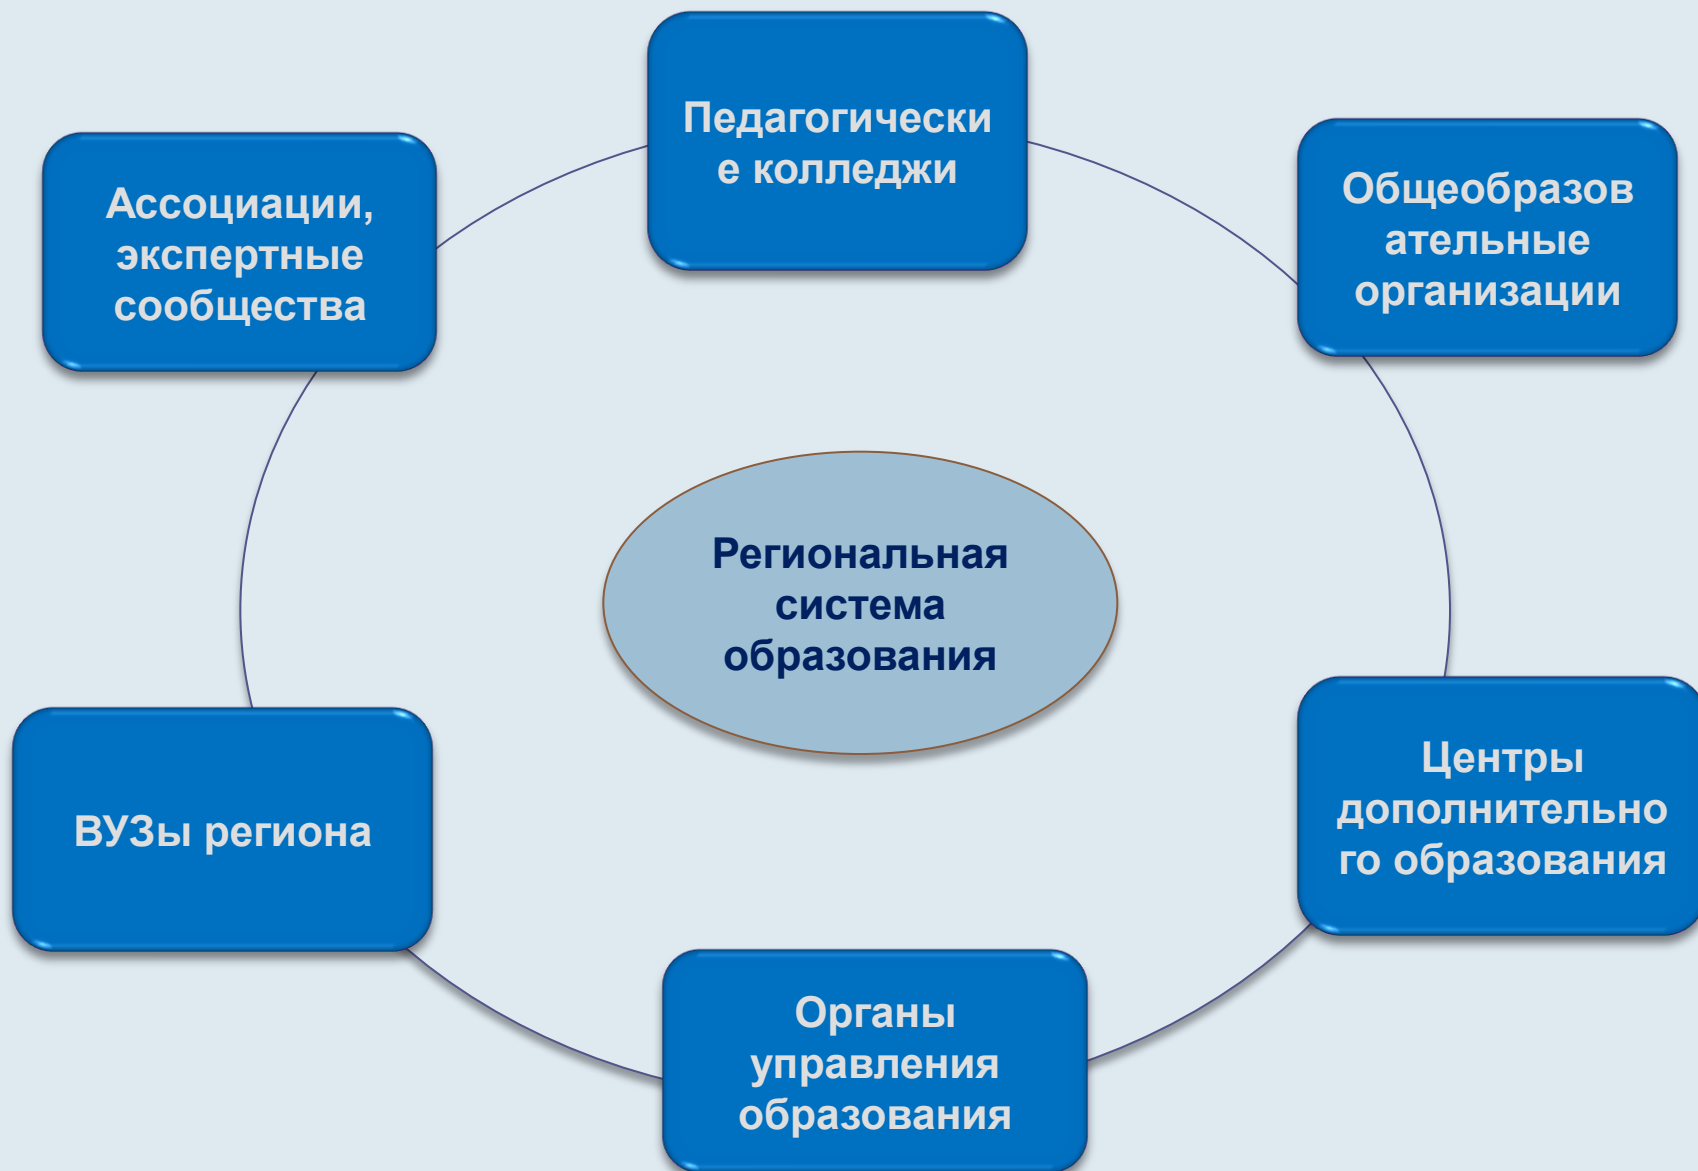 Педагогически
е колледжи
Ассоциации,
экспертные
сообщества
Общеобразов
ательные
организации
Региональная
система
образования
ВУЗы региона
Центры
дополнительно
го образования
Органы
управления
образования